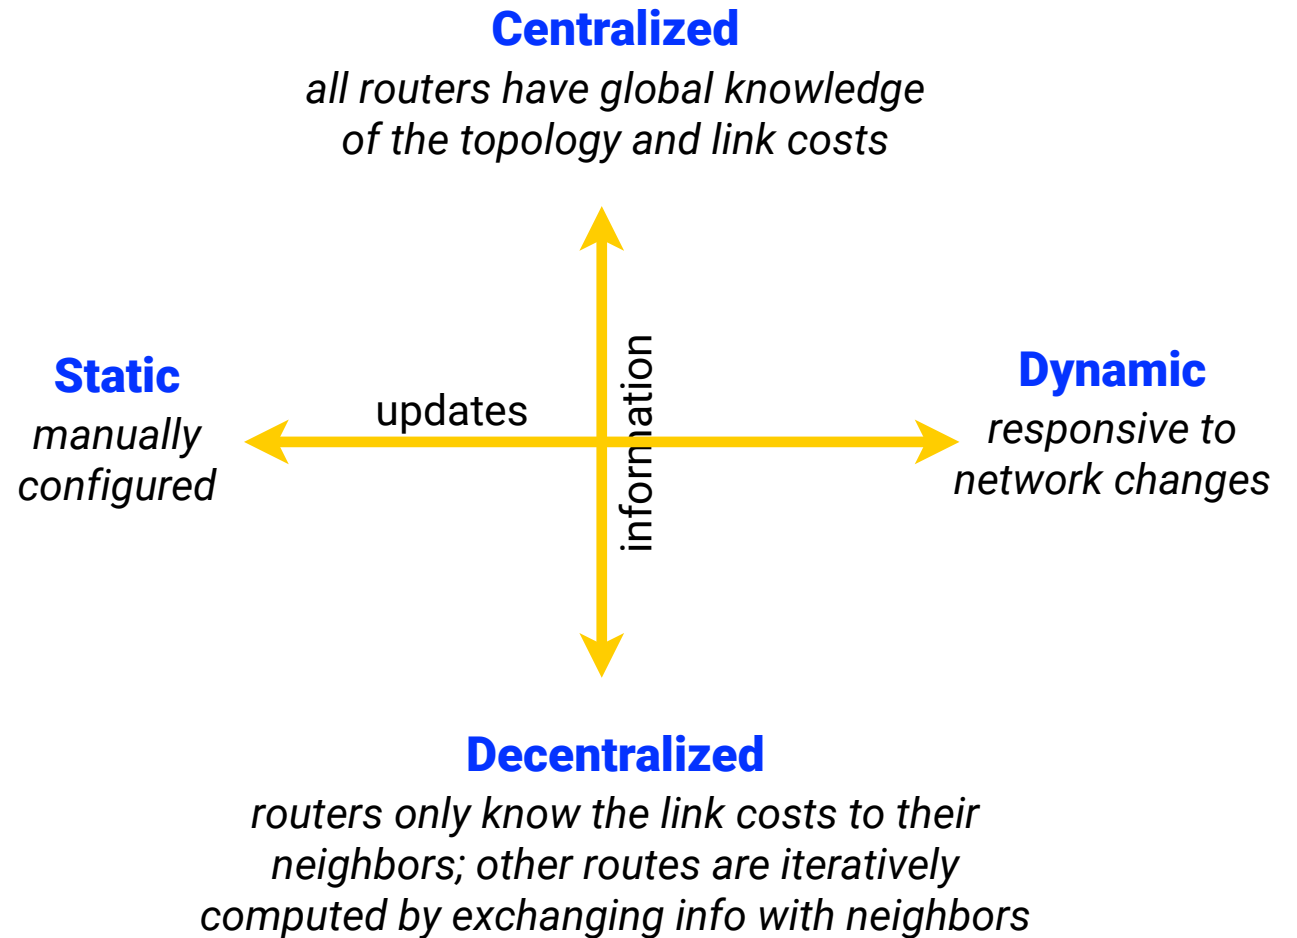 Centralized
all routers have global knowledge
of the topology and link costs
information
Static
manually
configured
updates
Dynamic
responsive to
network changes
Decentralized
routers only know the link costs to their
neighbors; other routes are iteratively
computed by exchanging info with neighbors